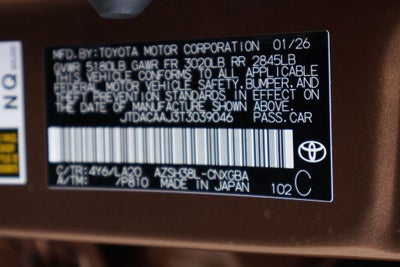 MFD. BY: TOYOTA MOTOR CORPORATION 01/26
GVWR 5180LB GAWR FR 3020LB RR 2845LB
THIS VEHICLE CONFORMS TO ALL APPLICABLE
FEDERAL MOTOR VEHICLE SAFETY, BUMPER, AND
THEFT PREVENTION STANDARDS IN EFFECT ON
THE DATE OF MANUFACTURE SHOWN ABOVE.
JTDACAAJ3T3039046 PASS.CAR
C/TR: 4Y6/LA20 AZSH38L-CNXGBA
A/TM: /P810 MADE IN JAPAN 102 C
NQ